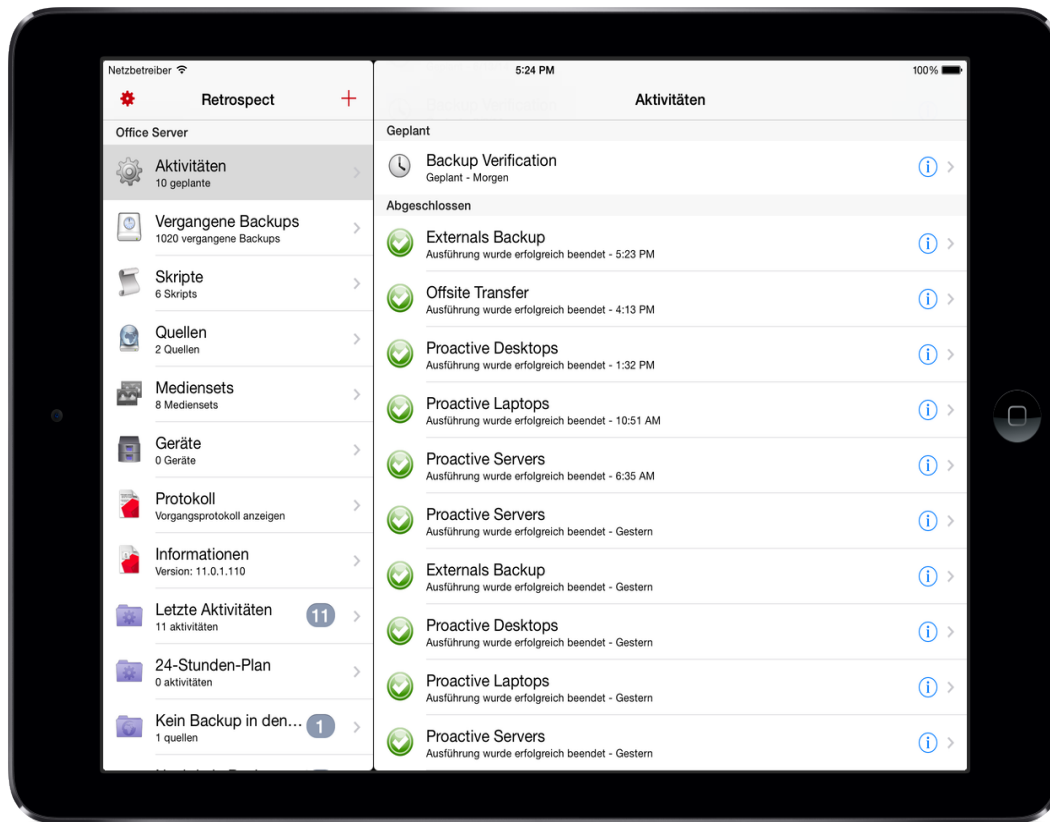 Netzbetreiber
5:24 PM
100%
Retrospect
Aktivitäten
Office Server
Aktivitäten
10 geplante
Vergangene Backups
1020 vergangene Backups
Skripte
6 Skripts
Quellen
2 Quellen
Mediensets
8 Mediensets
Geräte
0 Geräte
Protokoll
Vorgangsprotokoll anzeigen
Informationen
Version: 11.0.1.110
Letzte Aktivitäten
11 aktivitäten
11
24-Stunden-Plan
0 aktivitäten
Kein Backup in den...
1 quellen
1
Geplant
Backup Verification
Geplant - Morgen
Abgeschlossen
Externals Backup
Ausführung wurde erfolgreich beendet - 5:23 PM
Offsite Transfer
Ausführung wurde erfolgreich beendet - 4:13 PM
Proactive Desktops
Ausführung wurde erfolgreich beendet - 1:32 PM
Proactive Laptops
Ausführung wurde erfolgreich beendet - 10:51 AM
Proactive Servers
Ausführung wurde erfolgreich beendet - 6:35 AM
Proactive Servers
Ausführung wurde erfolgreich beendet - Gestern
Externals Backup
Ausführung wurde erfolgreich beendet - Gestern
Proactive Desktops
Ausführung wurde erfolgreich beendet - Gestern
Proactive Laptops
Ausführung wurde erfolgreich beendet - Gestern
Proactive Servers
Ausführung wurde erfolgreich beendet - Gestern